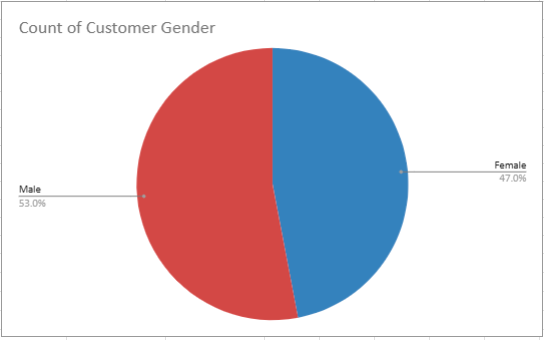 Count of Customer Gender
Female
47.0%
Male
53.0%